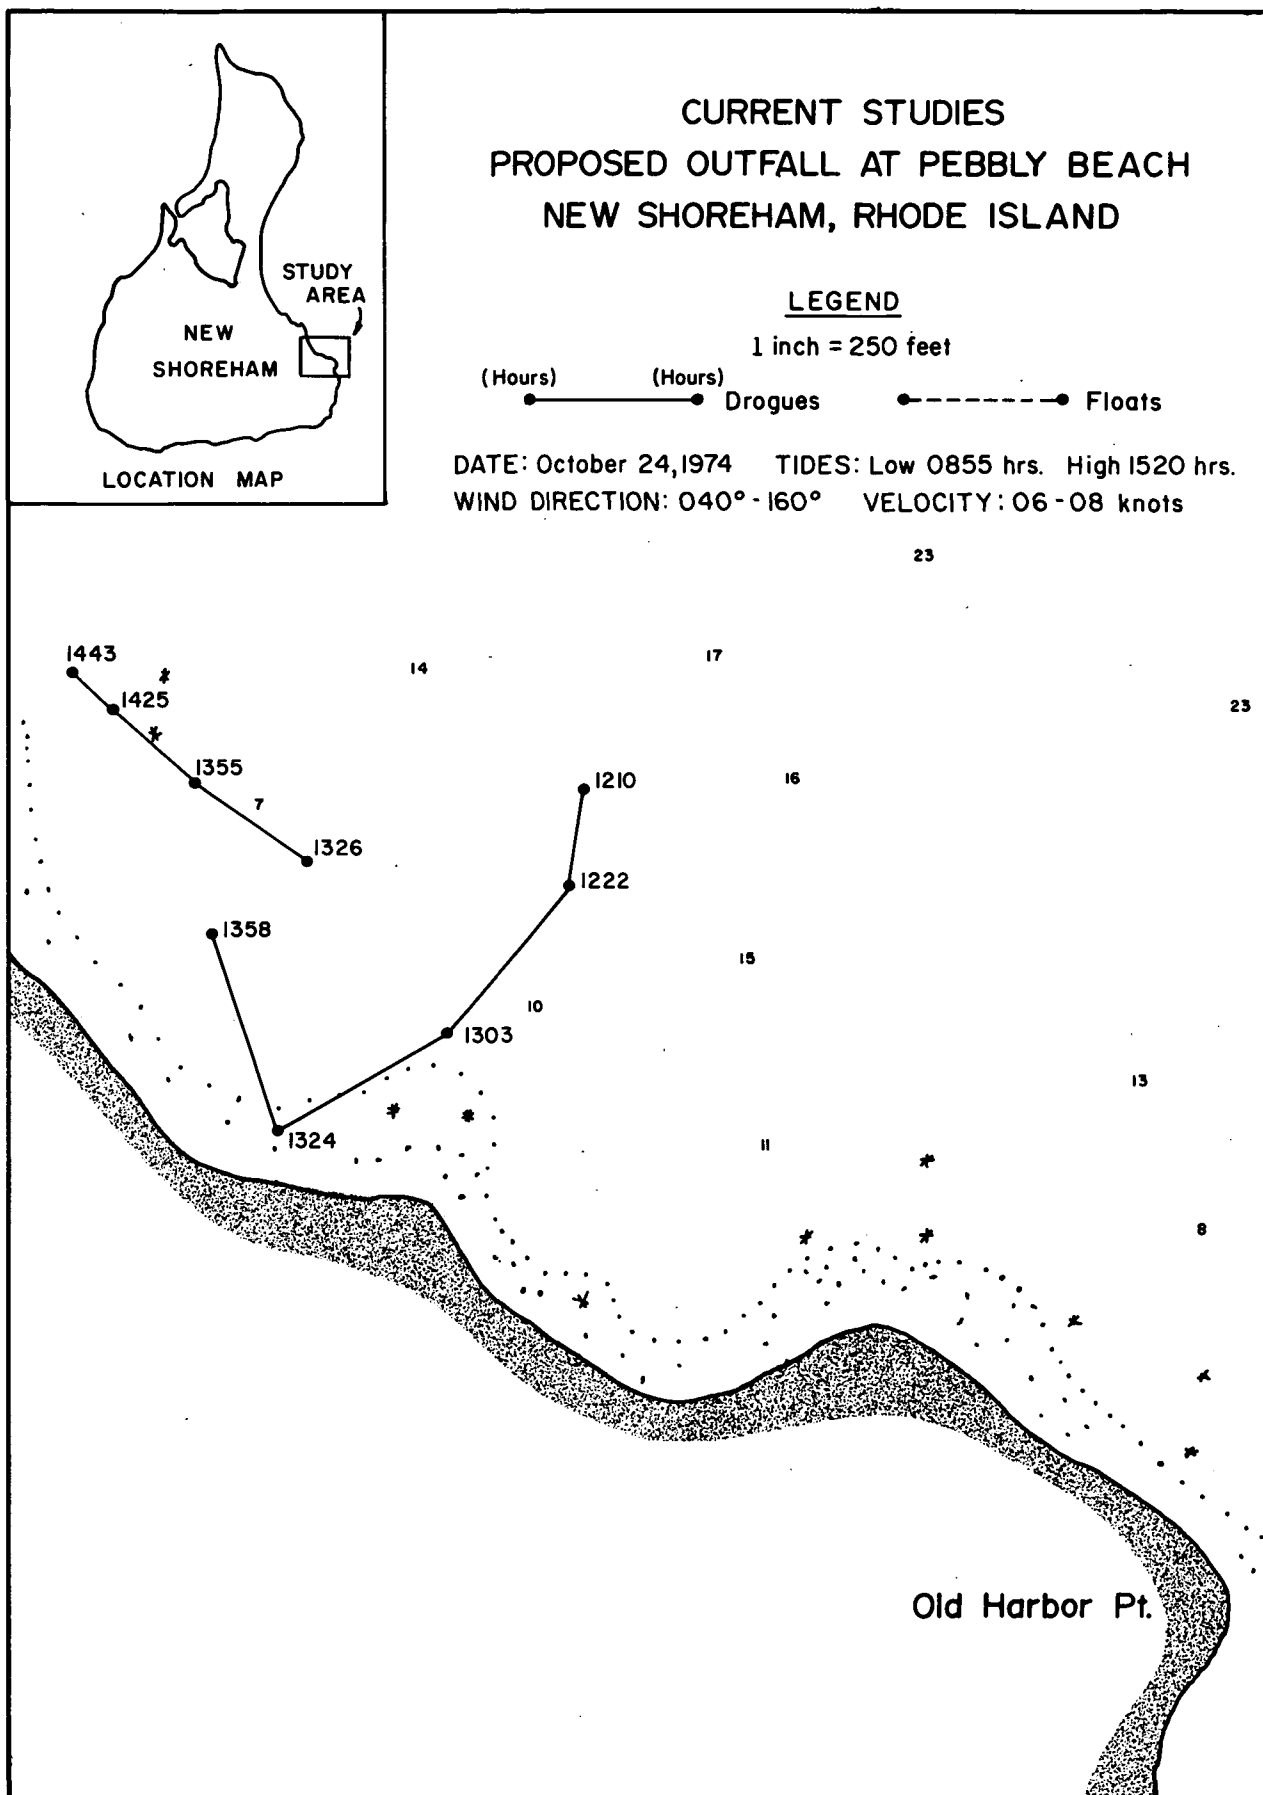 STUDY
AREA
NEW
SHOREHAM
LOCATION MAP
CURRENT STUDIES
PROPOSED OUTFALL AT PEBBLY BEACH
NEW SHOREHAM, RHODE ISLAND
LEGEND
1 inch = 250 feet
(Hours) (Hours)
Drogues Floats
DATE: October 24,1974 TIDES: Low 0855 hrs. High 1520 hrs.
WIND DIRECTION: 040° - 160° VELOCITY: 06-08 knots
23
1443
14
17
1425
23
1355
1210
16
7
1326
1222
1358
15
10
1303
13
1324
11
8
Old Harbor Pt.